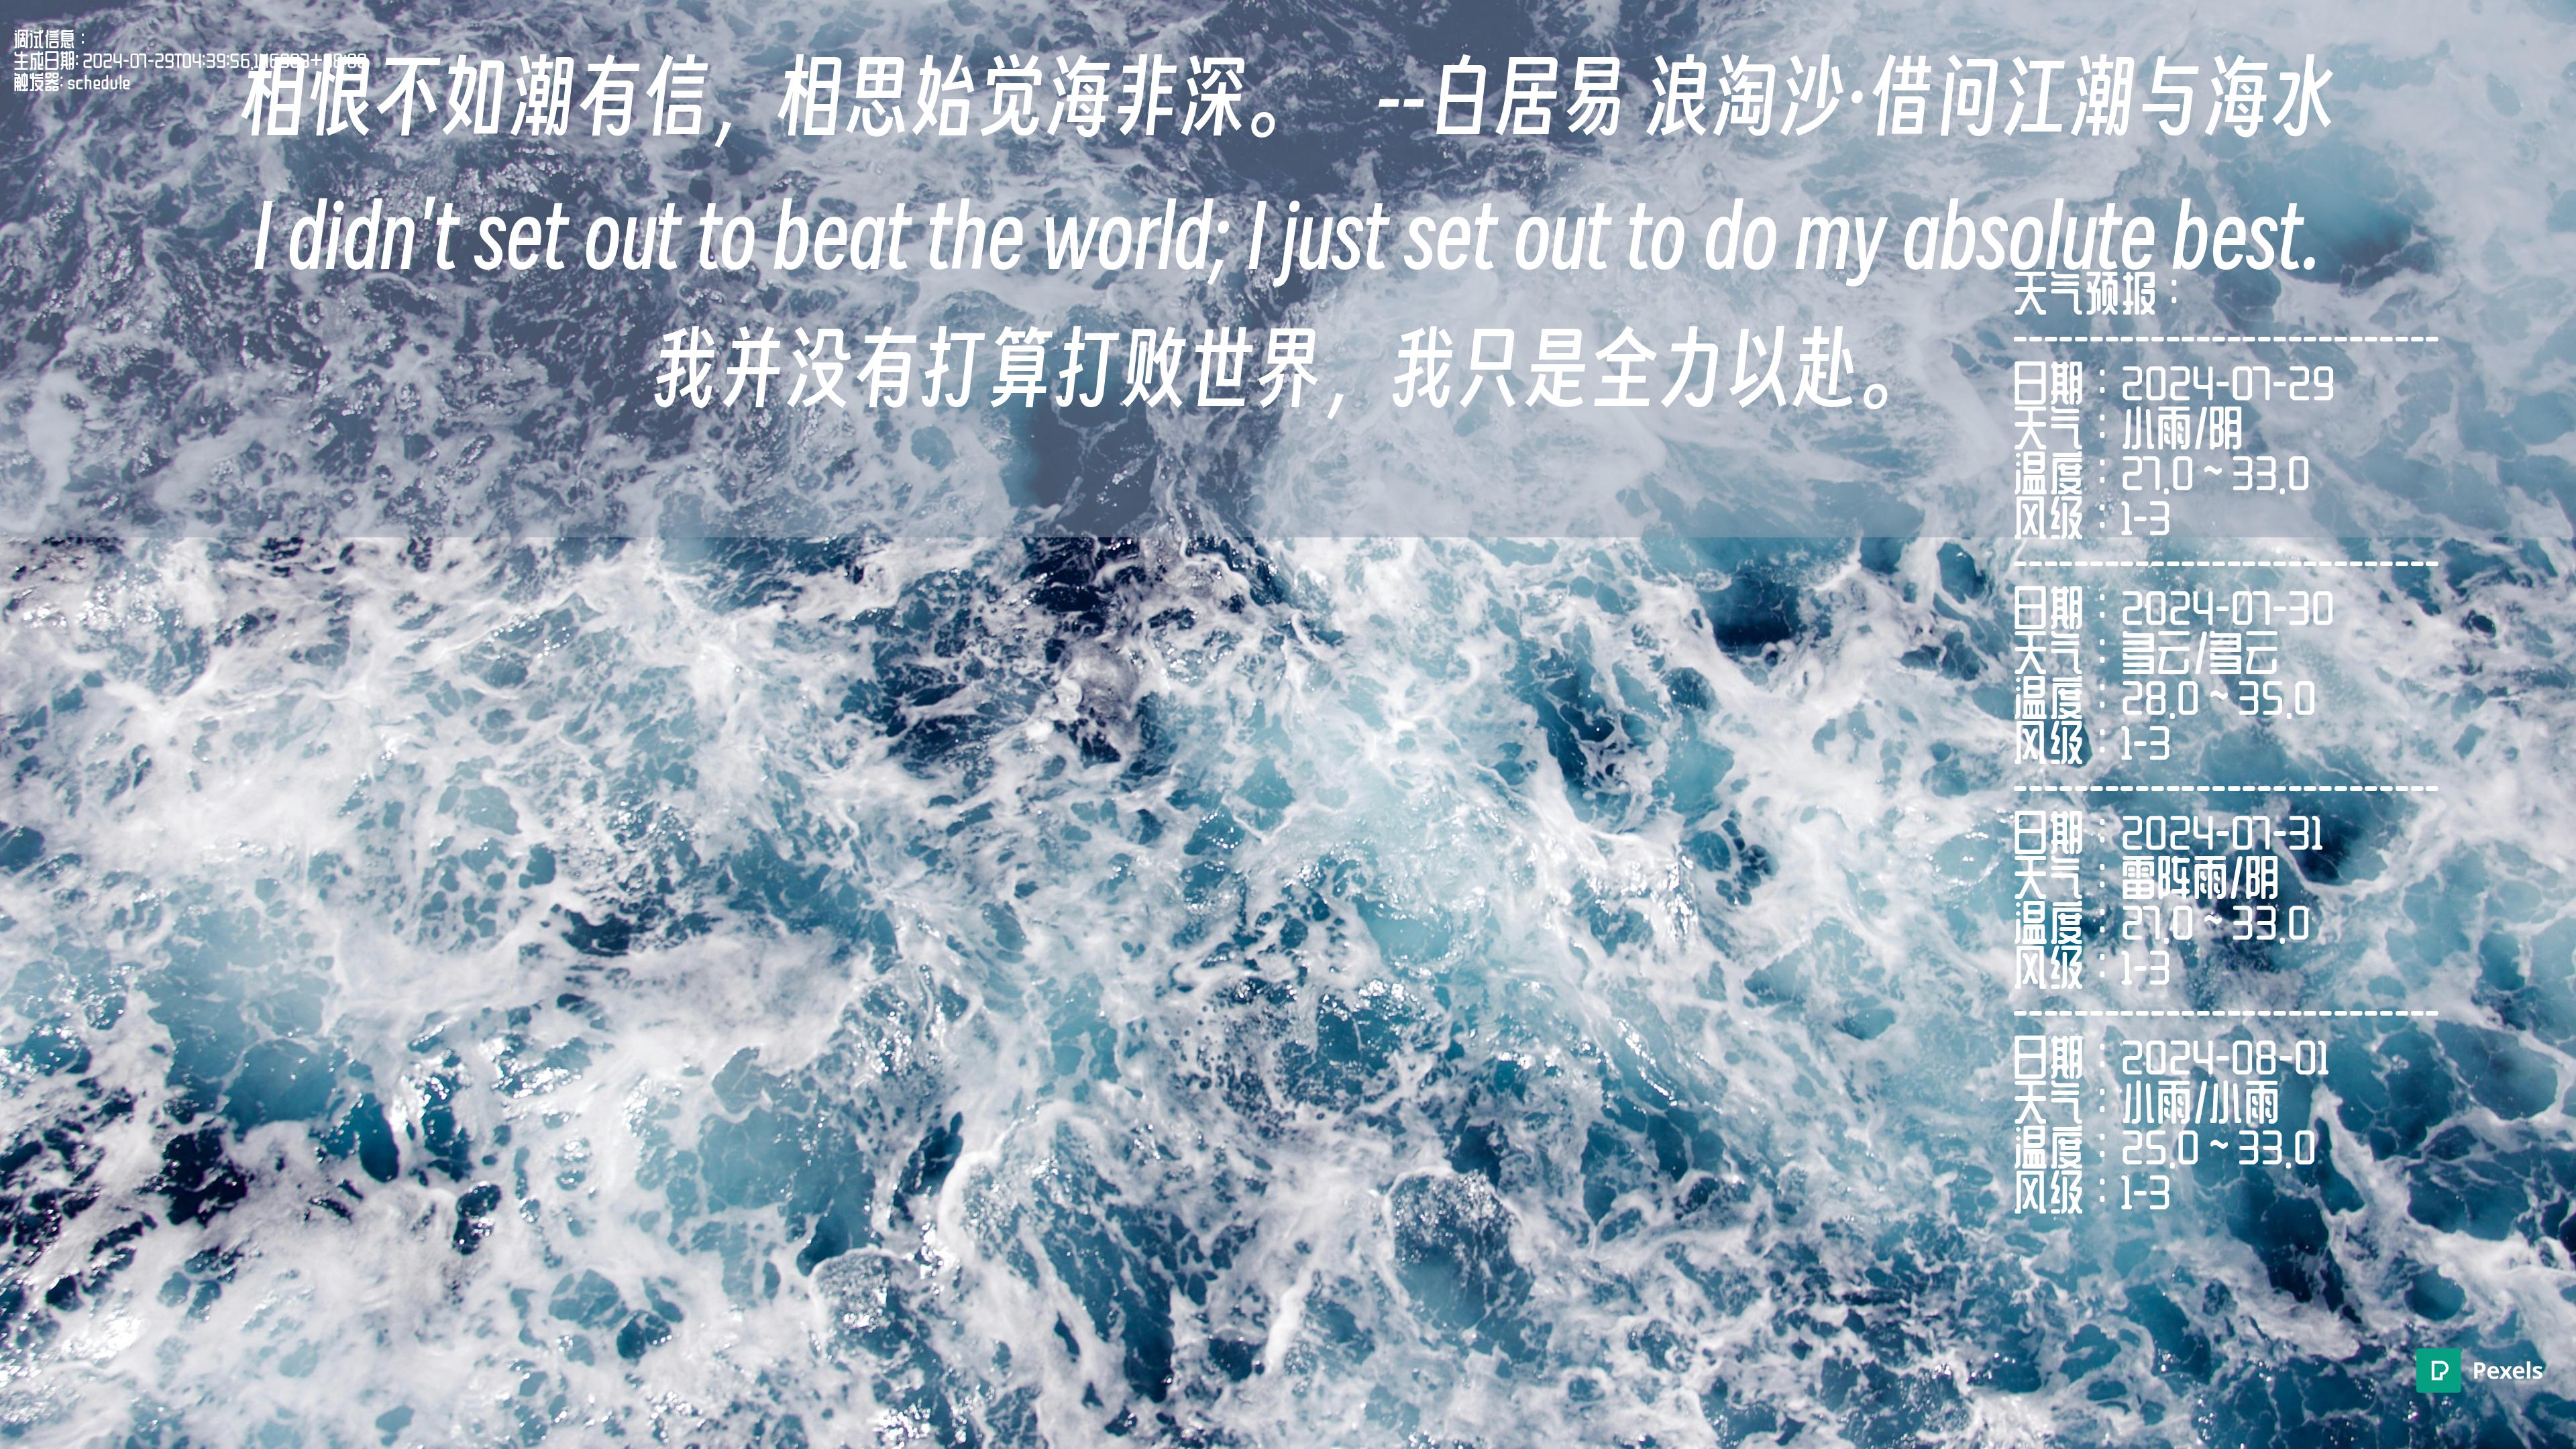 调试信息：
生成日期: 2024-07-29T04:39:56
触发器: schedule
相恨不如潮有信，相思始觉海非深。 --白居易 浪淘沙·借问江潮与海水
I didn't set out to beat the world; I just set out to do my absolute best.
我并没有打算打败世界，我只是全力以赴。
天气预报：
------------------------------
日期：2024-07-29
天气：小雨/阴
温度：27.0 ~ 33.0
风级：1-3
------------------------------
日期：2024-07-30
天气：多云/多云
温度：28.0 ~ 35.0
风级：1-3
------------------------------
日期：2024-07-31
天气：雷阵雨/阴
温度：27.0 ~ 33.0
风级：1-3
------------------------------
日期：2024-08-01
天气：小雨/小雨
温度：25.0 ~ 33.0
风级：1-3
Pexels